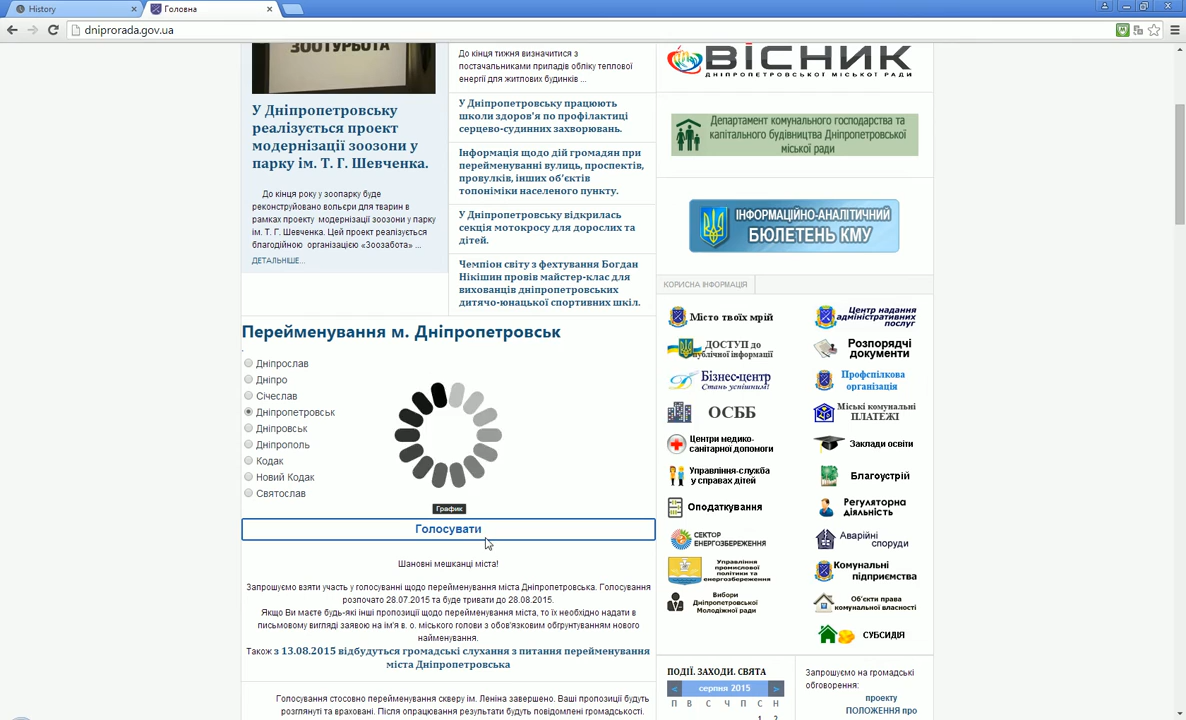 History
Головна
dniprorada.gov.ua
ЗООТУРБОТА
У Дніпропетровську
реалізується проект
модернізації зоозони у
парку ім. Т. Г. Шевченка.
До кінця року у зоопарку буде
реконструйовано вольєри для тварин в
рамках проекту модернізації зоозони у парку
ім. Т. Г. Шевченка. Цей проект реалізується
благодійною організацією «Зоозабота» ...
ДЕТАЛЬНІШЕ...
До кінця тижня визначитися з
постачальниками приладів обліку теплової
енергії для житлових будинків ...
У Дніпропетровську працюють
школи здоров'я по профілактиці
серцево-судинних захворювань.
Інформація щодо дій громадян при
перейменуванні вулиць, проспектів,
провулків, інших об'єктів
топоніміки населеного пункту.
У Дніпропетровську відкрилась
секція мотокросу для дорослих та
дітей.
Чемпіон світу з фехтування Богдан
Нікішин провів майстер-клас для
вихованців дніпропетровських
дитячо-юнацької спортивних шкіл.
Перейменування м. Дніпропетровськ
Дніпрослав
Дніпро
Січеслав
Дніпропетровськ
Дніпровськ
Дніпрополь
Кодак
Новий Кодак
Святослав
График
Голосувати
Шановні мешканці міста!
Запрошуємо взяти участь у голосуванні щодо перейменування міста Дніпропетровська. Голосування
розпочато 28.07.2015 та буде тривати до 28.08.2015.
Якщо Ви маєте будь-які інші пропозиції щодо перейменування міста, то їх необхідно надати в
письмовому вигляді заявою на ім'я в. о. міського голови з обов'язковим обгрунтуванням нового
найменування.
Також з 13.08.2015 відбудуться громадські слухання з питання перейменування
міста Дніпропетровська
Голосування стосовно перейменування скверу ім. Леніна завершено. Ваші пропозиції будуть
розглянуті та враховані. Після опрацювання результати будуть повідомлені громадськості.
ВІСНИК
ДНІПРОПЕТРОВСЬКОЇ МІСЬКОЇ РАДИ
Департамент комунального господарства та
капітального будівництва Дніпропетровської
міської ради
ІНФОРМАЦІЙНО-АНАЛІТИЧНИЙ
БЮЛЕТЕНЬ КМУ
КОРИСНА ІНФОРМАЦІЯ
Місто твоїх мрій
ДОСТУП до
публічної інформації
Бізнес-центр
Стань успішним!
ОСББ
Центри медико-
санітарної допомоги
Управління-служба
у справах дітей
Оподаткування
СЕКТОР
ЕНЕРГОЗБЕРЕЖЕННЯ
Управління
промислової
політики та
енергозбереження
Вибори
Дніпропетровської
Молодіжної ради
Центр надання
адміністративних
послуг
Розпорядчі
документи
Профспілкова
організація
Міські комунальні
ПЛАТЕЖІ
Заклади освіти
Благоустрій
Регуляторна
діяльність
Аварійні
споруди
Комунальні
підприємства
Об'єкти права
комунальної власності
СУБСИДІЯ
ПОДІЇ. ЗАХОДИ. СВЯТА
< серпня 2015 >
П В С Ч П С Н
1 2
Запрошуємо на громадські
обговорення:
проекту
ПОЛОЖЕННЯ про